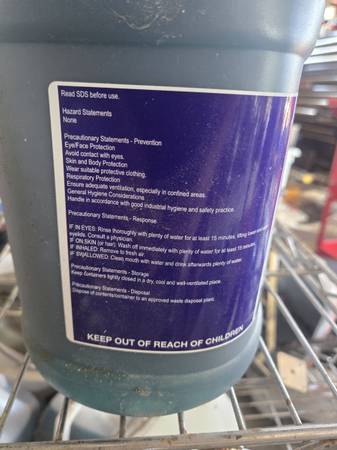 Read SDS before use.
Hazard Statements
None
Precautionary Statements - Prevention
Eye/Face Protection
Avoid contact with eyes.
Skin and Body Protection
Wear suitable protective clothing.
Respiratory Protection
Ensure adequate ventilation, especially in confined areas.
General Hygiene Considerations
Handle in accordance with good industrial hygiene and safety practice.
Precautionary Statements - Response
IF IN EYES: Rinse thoroughly with plenty of water for at least 15 minutes, lifting lower
eyelids. Consult a physician.
IF ON SKIN (or hair): Wash off immediately with plenty of water for at least 15 minutes
IF INHALED: Remove to fresh air.
IF SWALLOWED: Clean mouth with water and drink afterwards plenty of water.
Precautionary Statements - Storage
Keep containers tightly closed in a dry, cool and well-ventilated place.
Precautionary Statements - Disposal
Dispose of contents/container to an approved waste disposal plant.
KEEP OUT OF REACH OF CHILDREN